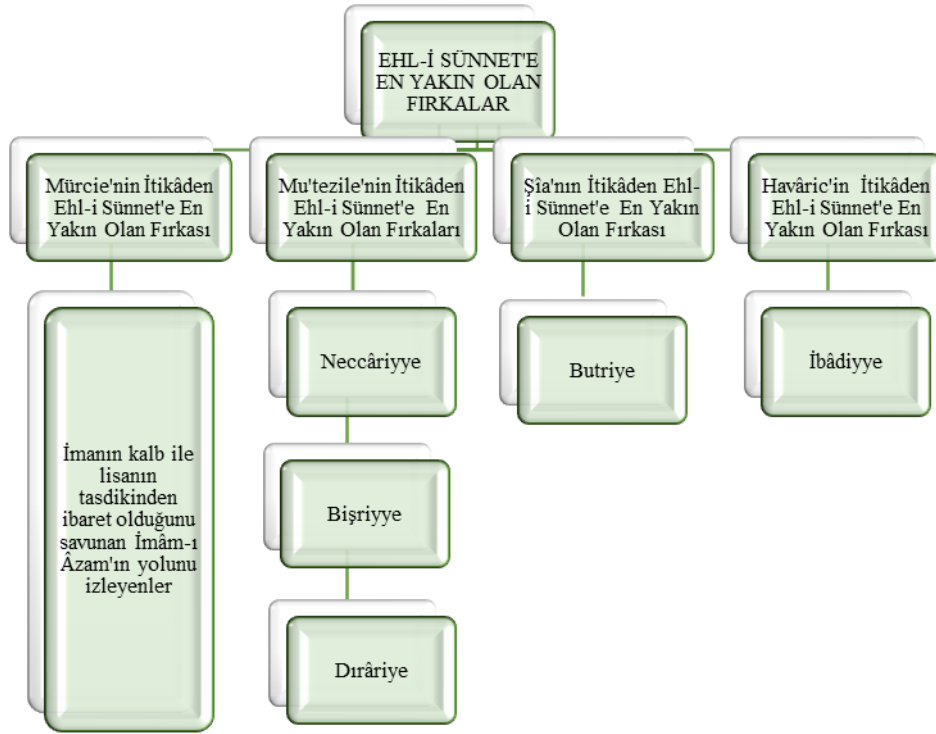 EHL-İ SÜNNET'E
EN YAKIN OLAN
FIRKALAR
Mürcie'nin İtikâden
Ehl-i Sünnet'e En
Yakın Olan Fırkası
Mu'tezile'nin İtikâden
Ehl-i Sünnet'e En
Yakın Olan Fırkaları
Şîa'nın İtikâden Ehl-
i Sünnet'e En Yakın
Olan Fırkası
Havâric'in İtikâden
Ehl-i Sünnet'e En
Yakın Olan Fırkası
İmanın kalb ile
lisanın
tasdikinden
ibaret olduğunu
savunan İmâm-ı
Âzam'ın yolunu
izleyenler
Neccâriyye
Bişriyye
Dırâriye
Butriye
İbâdiyye